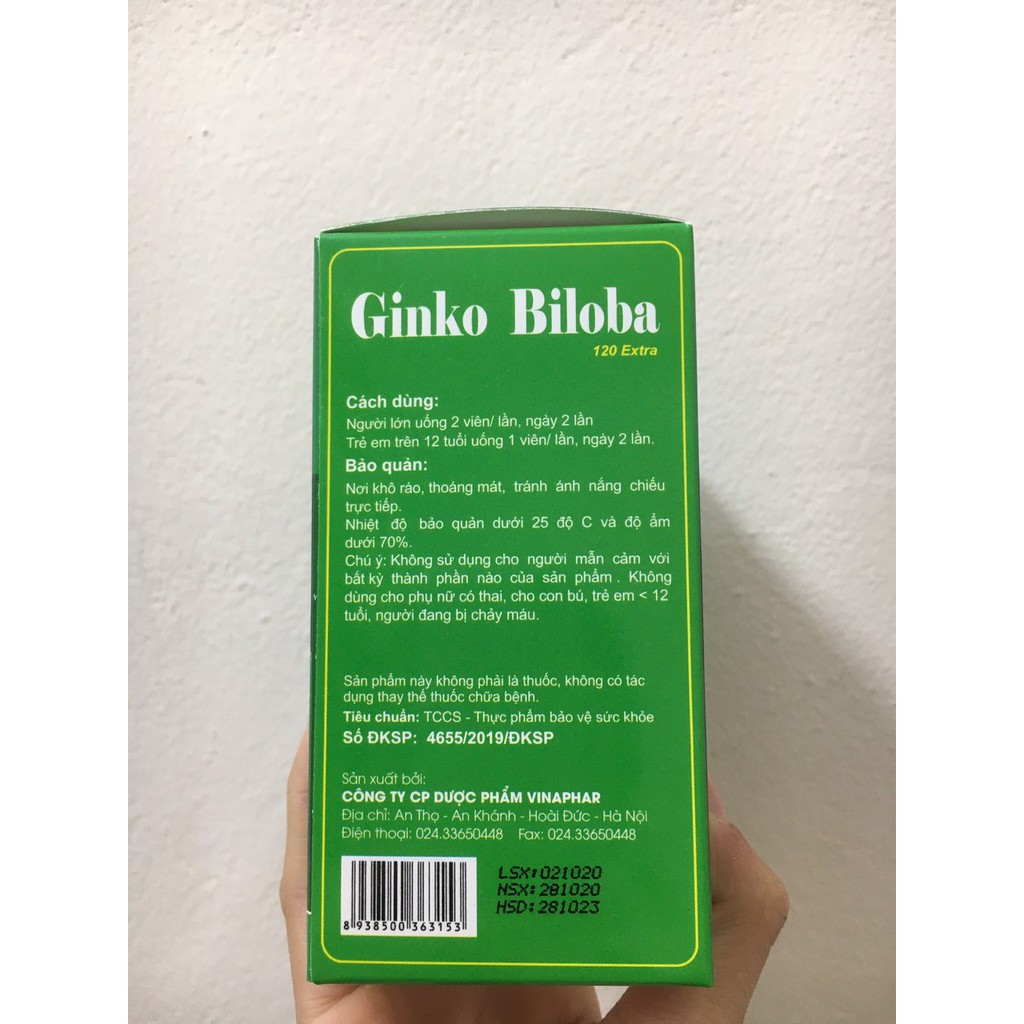 Ginko Biloba
120 Extra
Cách dùng:
Người lớn uống 2 viên/ lần, ngày 2 lần
Trẻ em trên 12 tuổi uống 1 viên/ lần, ngày 2 lần.
Bảo quản:
Nơi khô ráo, thoáng mát, tránh ánh nắng chiếu
trực tiếp.
Nhiệt độ bảo quản dưới 25 độ C và độ ẩm
dưới 70%.
Chú ý: Không sử dụng cho người mẫn cảm với
bất kỳ thành phần nào của sản phẩm . Không
dùng cho phụ nữ có thai, cho con bú, trẻ em < 12
tuổi, người đang bị chảy máu.
Sản phẩm này không phải là thuốc, không có tác
dụng thay thế thuốc chữa bệnh.
Tiêu chuẩn: TCCS - Thực phẩm bảo vệ sức khỏe
Số ĐKSP: 4655/2019/ĐKSP
Sản xuất bởi:
CÔNG TY CP DƯỢC PHẨM VINAPHAR
Địa chỉ: An Thọ - An Khánh - Hoài Đức - Hà Nội
Điện thoại: 024.33650448 Fax: 024.33650448
LSX:021020
NSX:281020
HSD:281023
8 938500 363153